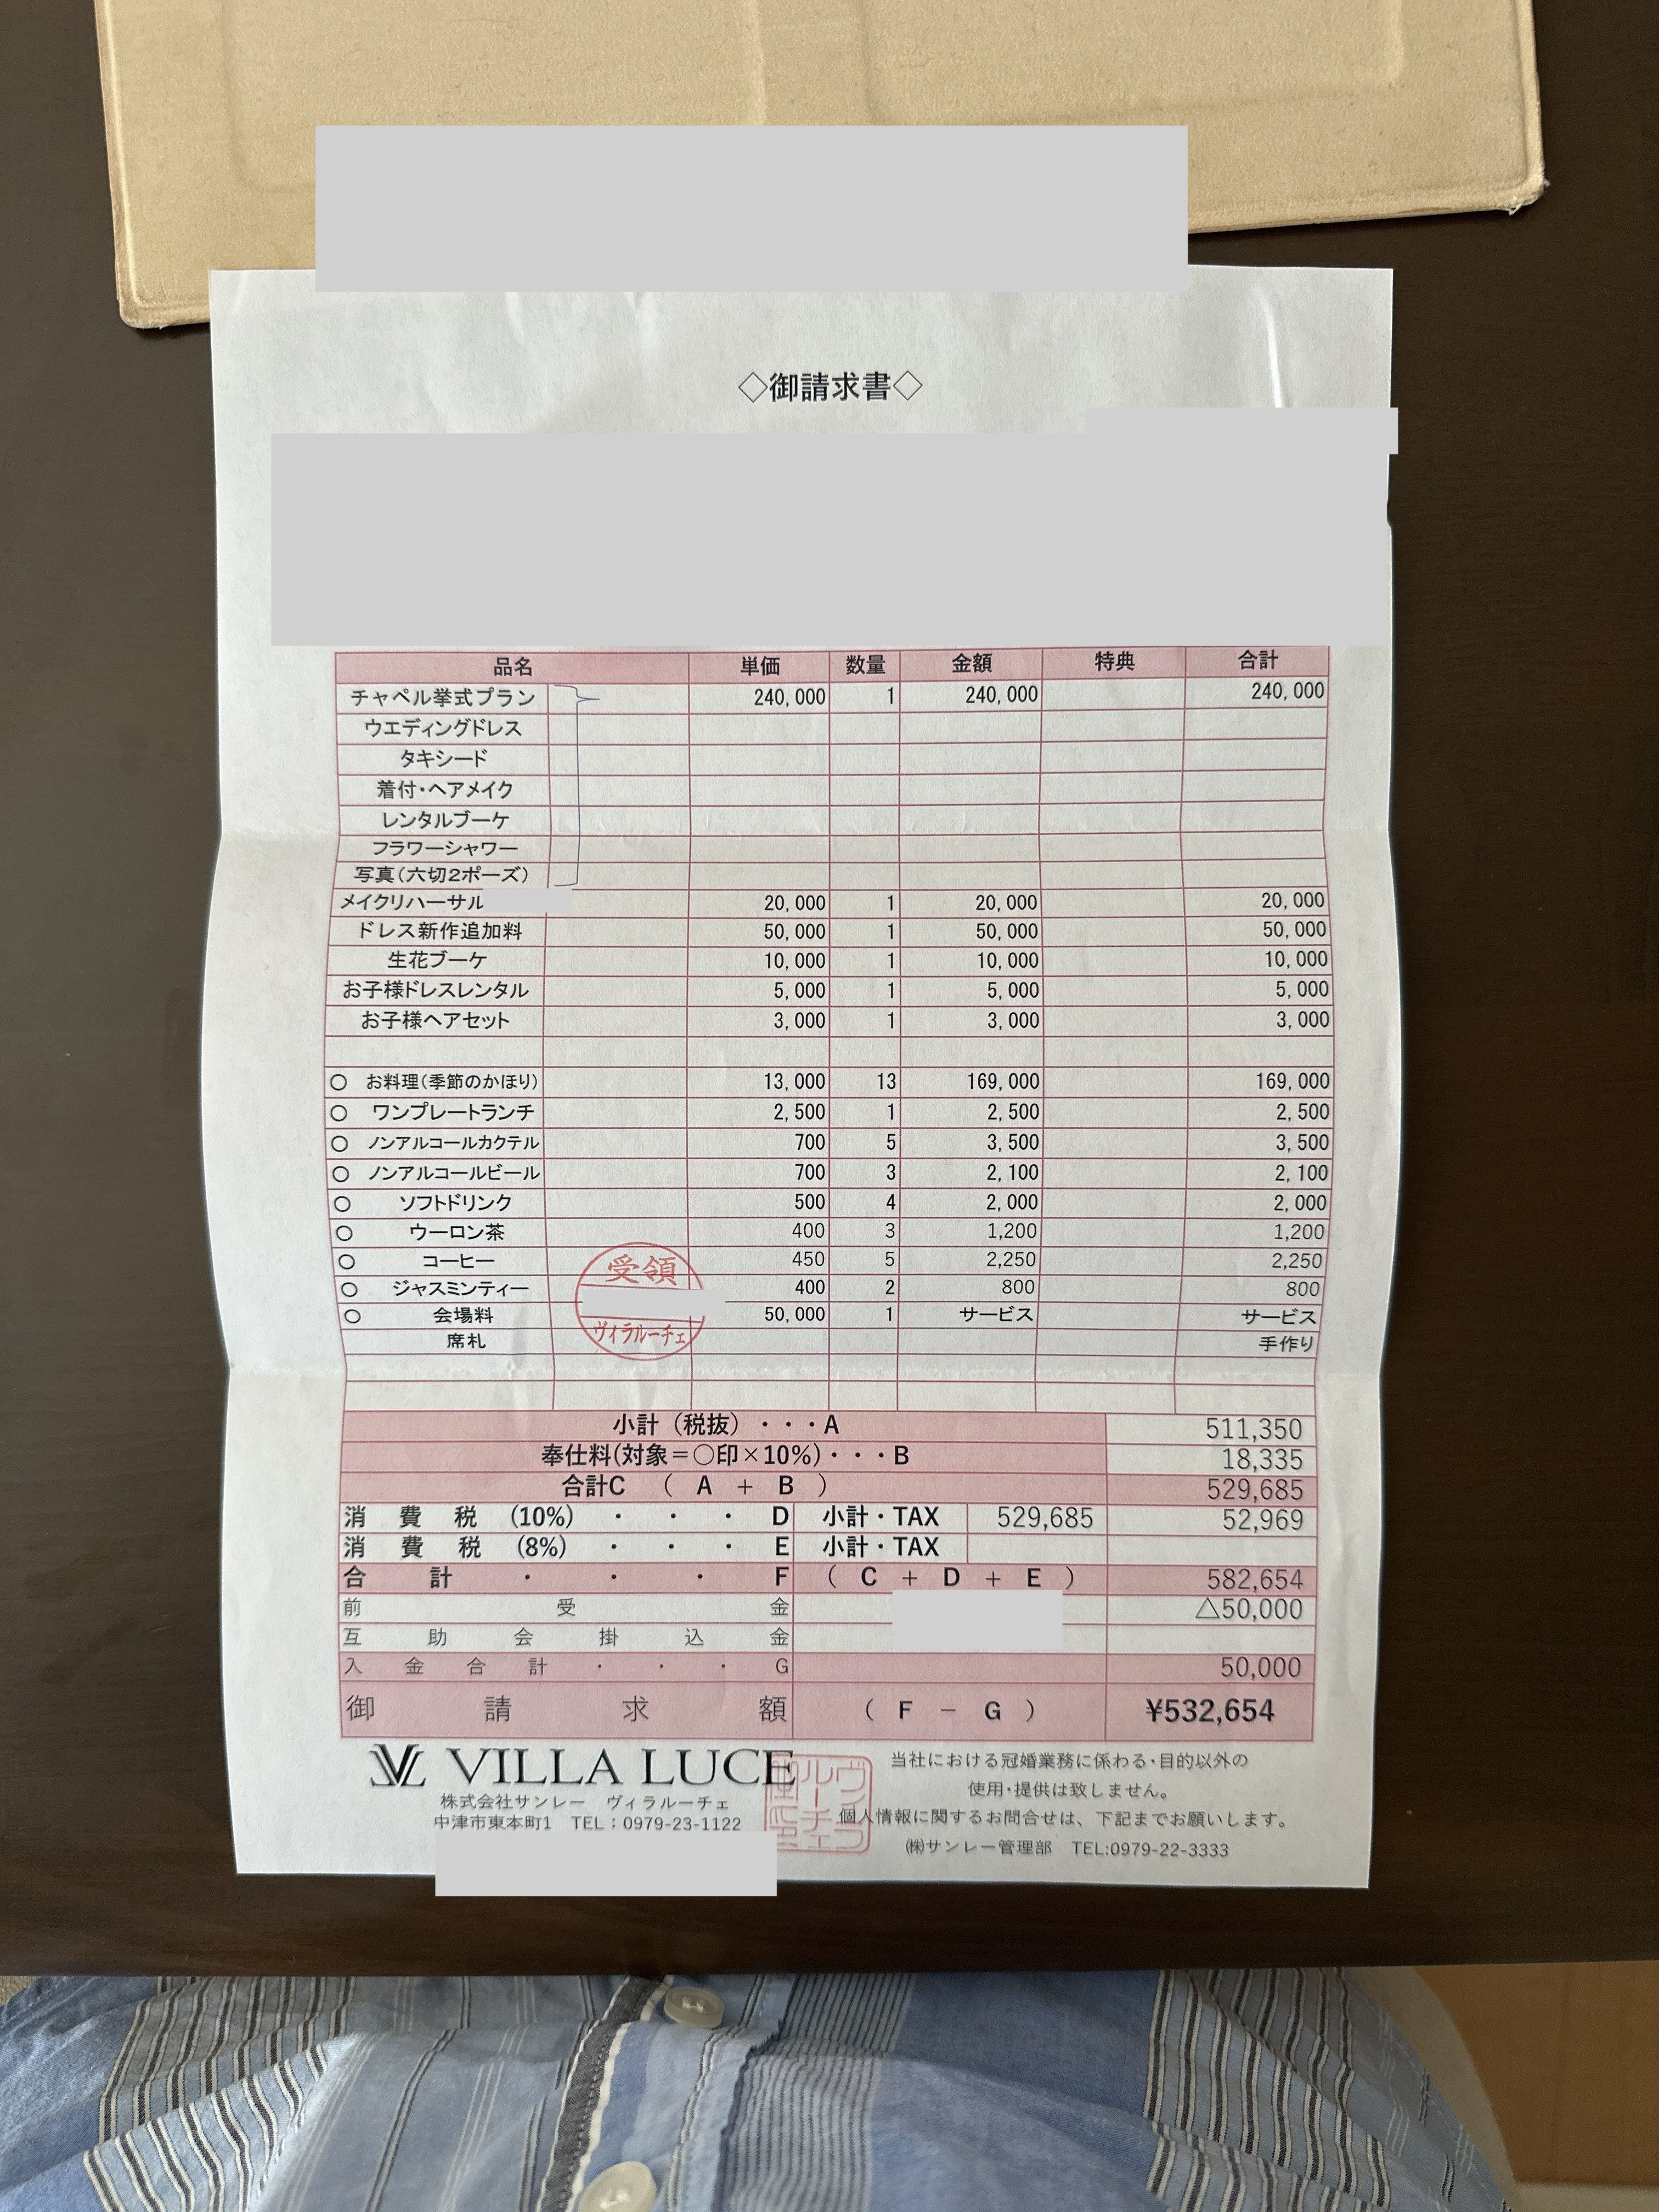 ◇御請求書◇
品名 単価 数量 金額 特典 合計
チャペル挙式プラン 240,000 1 240,000 240,000
ウエディングドレス
タキシード
着付・ヘアメイク
レンタルブーケ
フラワーシャワー
写真(六切2ポーズ)
メイクリハーサル 20,000 1 20,000 20,000
ドレス新作追加料 50,000 1 50,000 50,000
生花ブーケ 10,000 1 10,000 10,000
お子様ドレスレンタル 5,000 1 5,000 5,000
お子様ヘアセット 3,000 1 3,000 3,000
○ お料理(季節のかほり) 13,000 13 169,000 169,000
○ ワンプレートランチ 2,500 1 2,500 2,500
○ ノンアルコールカクテル 700 5 3,500 3,500
○ ノンアルコールビール 700 3 2,100 2,100
○ ソフトドリンク 500 4 2,000 2,000
○ ウーロン茶 400 3 1,200 1,200
○ コーヒー 450 5 2,250 2,250
○ ジャスミンティー 400 2 800 800
○ 会場料 50,000 1 サービス サービス
席札 手作り
受領
ヴィラルーチェ
小計（税抜）・・・A 511,350
奉仕料(対象＝○印×10%)・・・B 18,335
合計C （ A + B ） 529,685
消費税 (10%) ・・・D 小計・TAX 529,685 52,969
消費税 (8%) ・・・E 小計・TAX
合計・・・F （ C + D + E ） 582,654
前受金 △50,000
互助会掛込金
入金合計・・・G 50,000
御請求額 （ F － G ） ¥532,654
VILLA LUCE
株式会社サンレー ヴィラルーチェ
中津市東本町1 TEL：0979-23-1122
ヴィラルーチェ
当社における冠婚業務に係わる・目的以外の
使用・提供は致しません。
個人情報に関するお問合せは、下記までお願いします。
㈱サンレー管理部 TEL:0979-22-3333